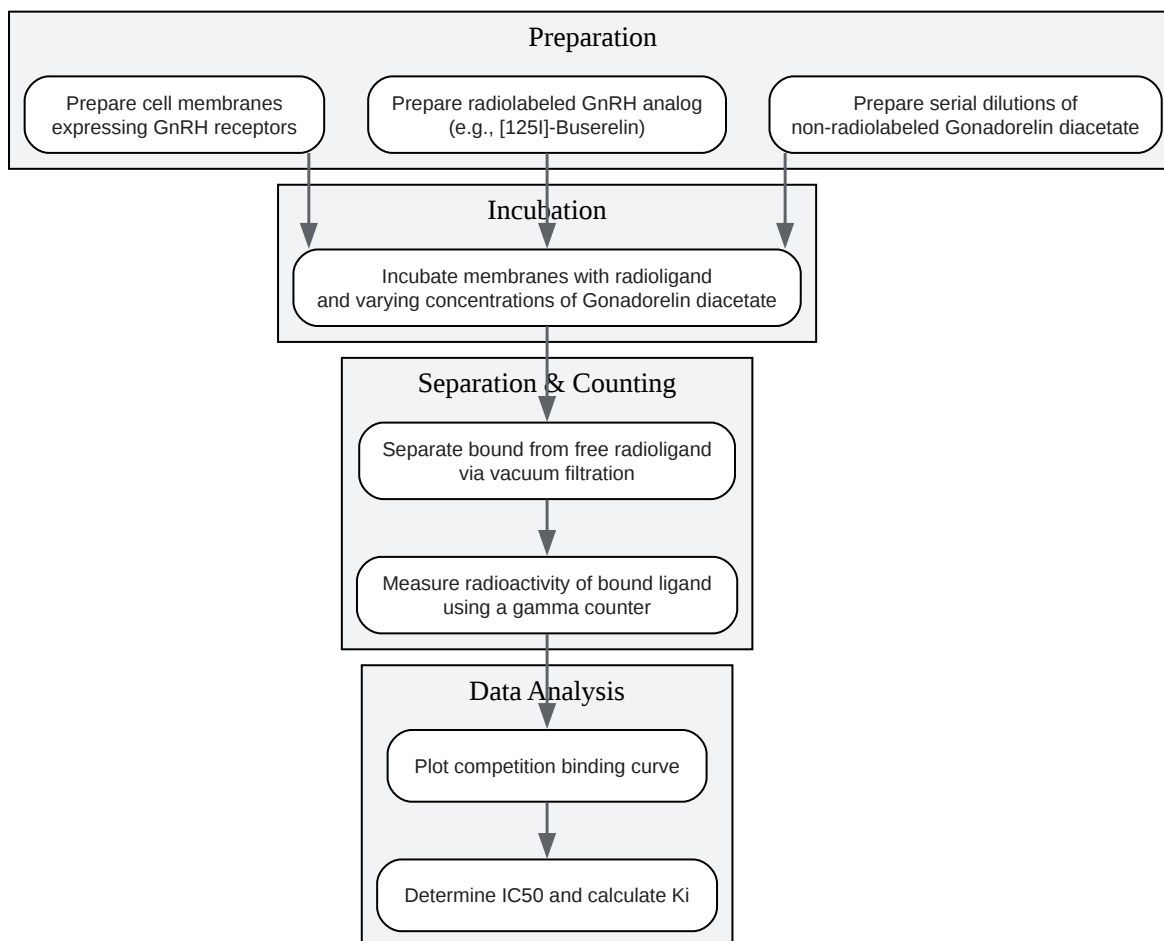 Preparation
Prepare cell membranes
expressing GnRH receptors
Prepare radiolabeled GnRH analog
(e.g., [125I]-Buserelin)
Prepare serial dilutions of
non-radiolabeled Gonadorelin diacetate
Incubation
Incubate membranes with radioligand
and varying concentrations of Gonadorelin diacetate
Separation & Counting
Separate bound from free radioligand
via vacuum filtration
Measure radioactivity of bound ligand
using a gamma counter
Data Analysis
Plot competition binding curve
Determine IC50 and calculate Ki